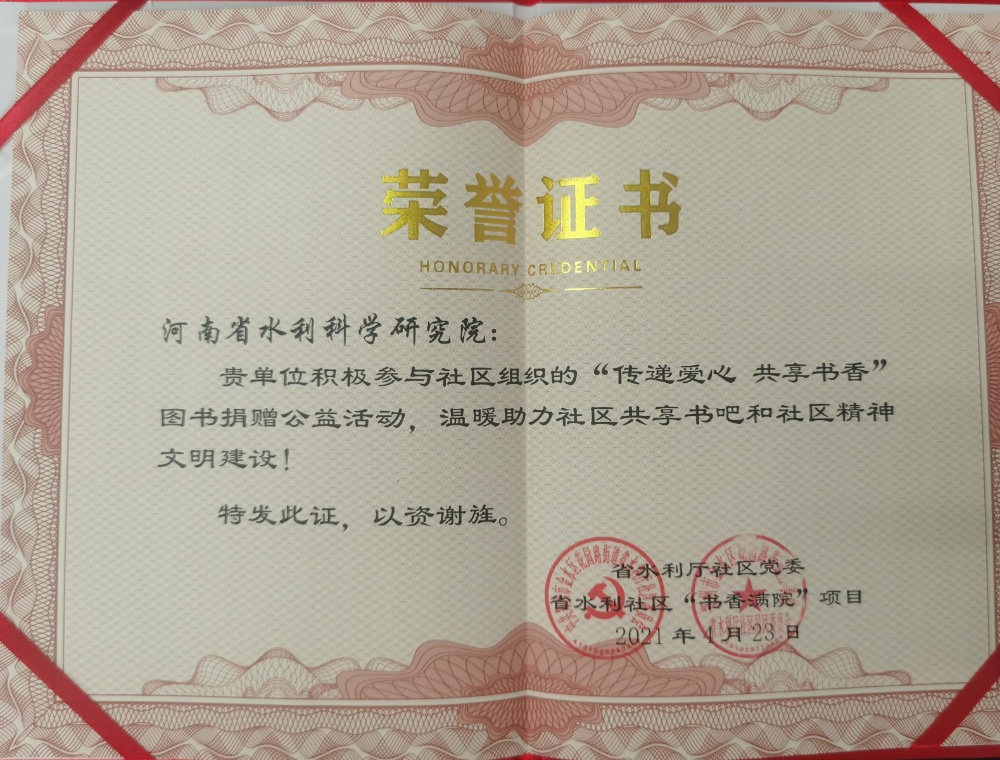 荣誉证书
HONORARY CREDENTIAL
河南省水利科学研究院:
贵单位积极参与社区组织的“传递爱心 共享书香”
图书捐赠公益活动，温暖助力社区共享书吧和社区精神
文明建设!
特发此证，以资谢旌。
省水利厅社区党委
省水利社区“书香满院”项目
2021年4月23日